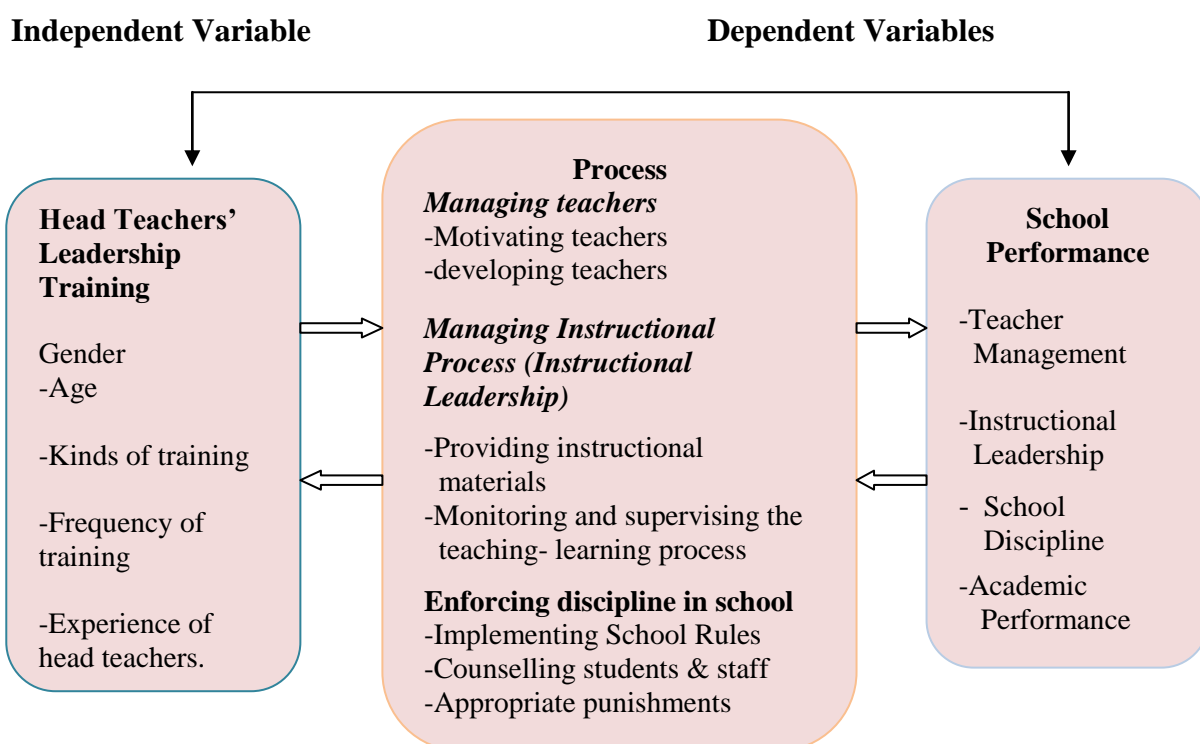 Independent Variable
Dependent Variables
Head Teachers’
Leadership
Training
Gender
-Age
-Kinds of training
-Frequency of
training
-Experience of
head teachers.
Process
Managing teachers
-Motivating teachers
-developing teachers
Managing Instructional
Process (Instructional
Leadership)
-Providing instructional
materials
-Monitoring and supervising the
teaching- learning process
Enforcing discipline in school
-Implementing School Rules
-Counselling students & staff
-Appropriate punishments
School
Performance
-Teacher
Management
-Instructional
Leadership
- School
Discipline
-Academic
Performance